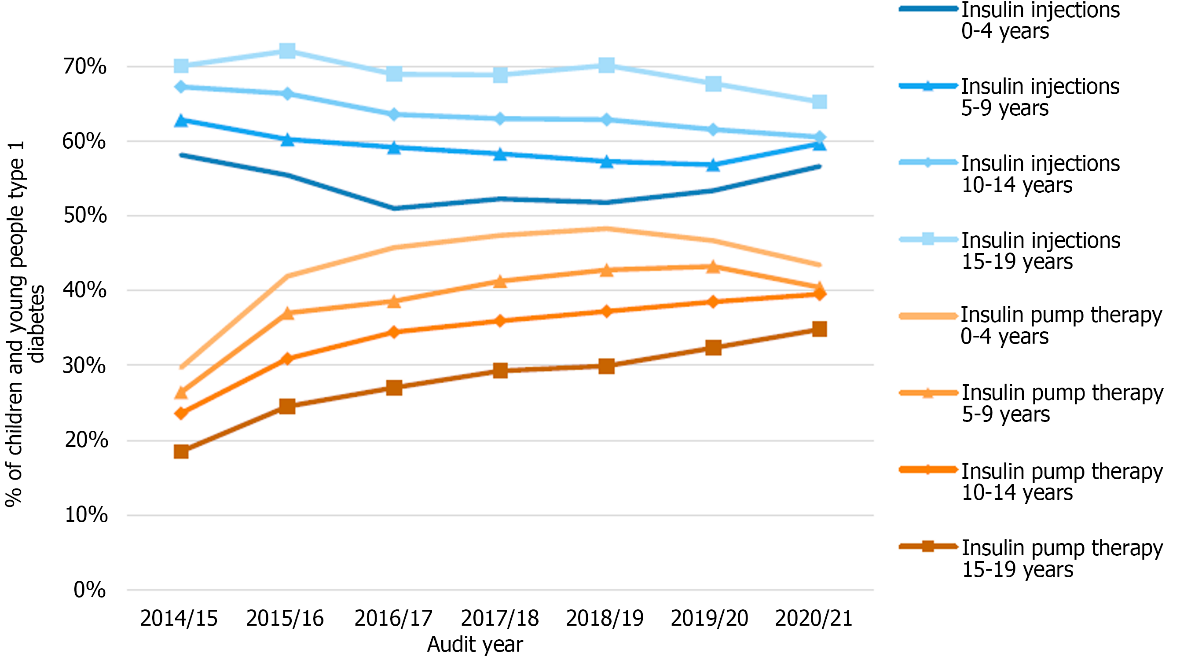 % of children and young people type 1
diabetes
70%
60%
50%
40%
30%
20%
10%
0%
2014/15 2015/16 2016/17 2017/18 2018/19 2019/20 2020/21
Audit year
Insulin injections
0-4 years
Insulin injections
5-9 years
Insulin injections
10-14 years
Insulin injections
15-19 years
Insulin pump therapy
0-4 years
Insulin pump therapy
5-9 years
Insulin pump therapy
10-14 years
Insulin pump therapy
15-19 years